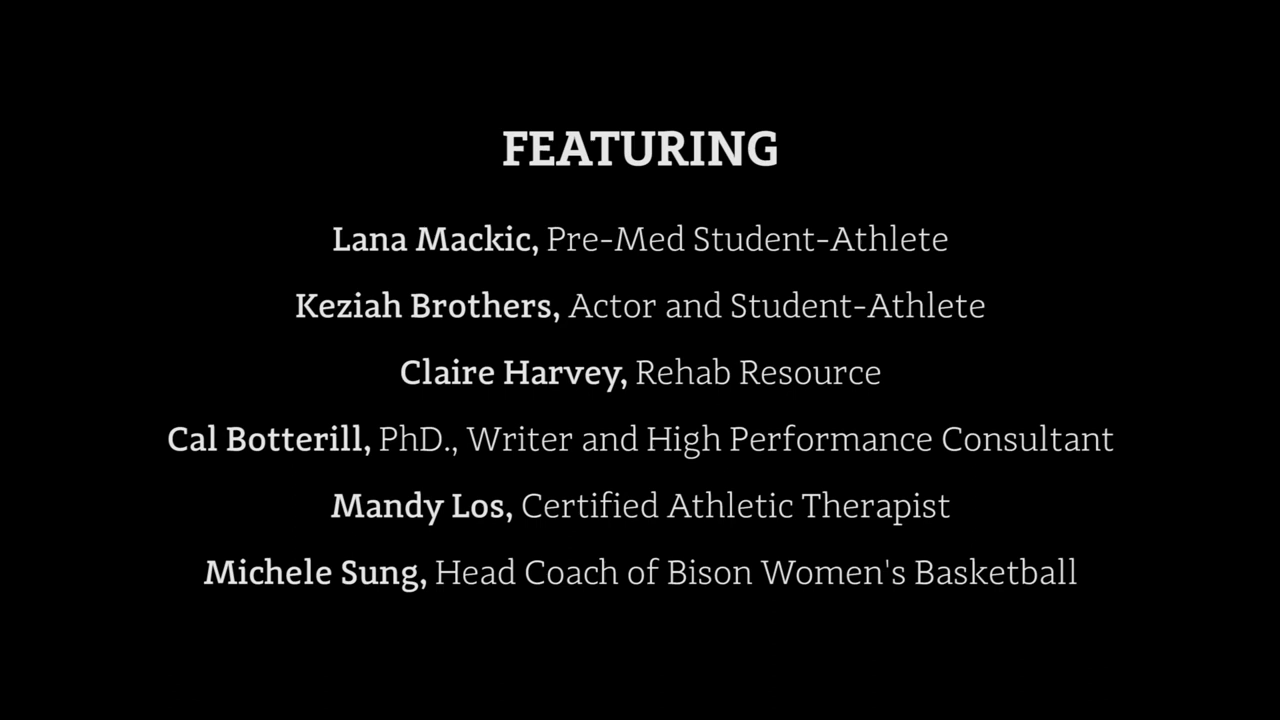 FEATURING
Lana Mackic, Pre-Med Student-Athlete
Keziah Brothers, Actor and Student-Athlete
Claire Harvey, Rehab Resource
Cal Botterill, PhD., Writer and High Performance Consultant
Mandy Los, Certified Athletic Therapist
Michele Sung, Head Coach of Bison Women's Basketball